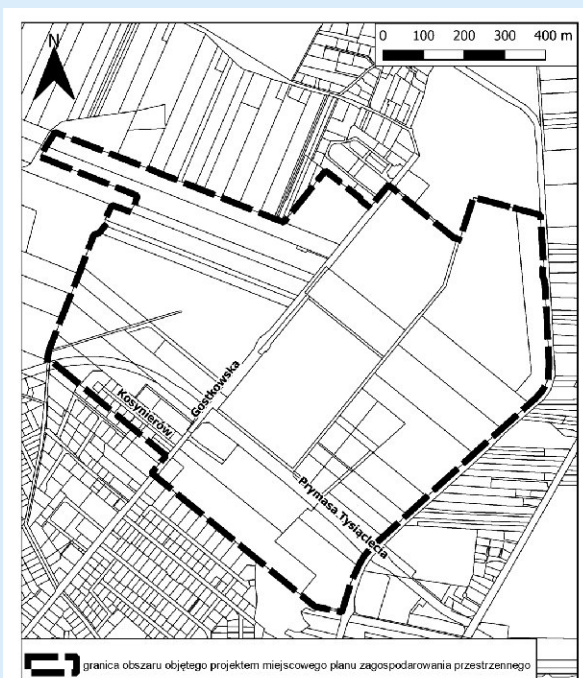 N
0 100 200 300 400 m
Gostkowska
Kosynierów
Prymasa Tysiąclecia
granica obszaru objętego projektem miejscowego planu zagospodarowania przestrzennego